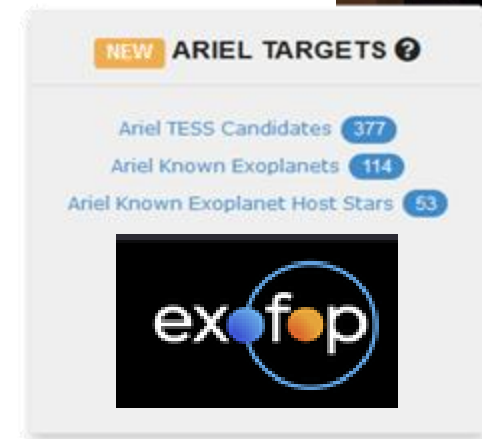 NEW ARIEL TARGETS ?
Ariel TESS Candidates 377
Ariel Known Exoplanets 114
Ariel Known Exoplanet Host Stars 53
exofop